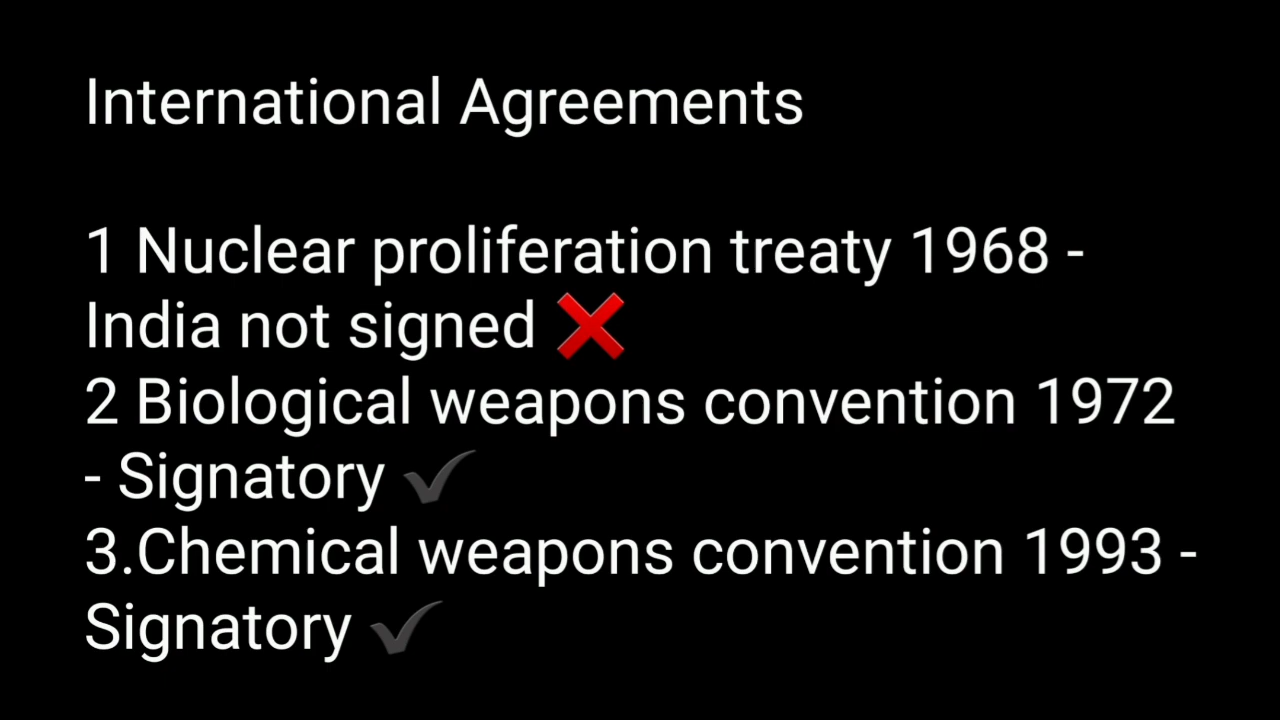 International Agreements
1 Nuclear proliferation treaty 1968 -
India not signed ❌
2 Biological weapons convention 1972
- Signatory ✔
3.Chemical weapons convention 1993 -
Signatory ✔